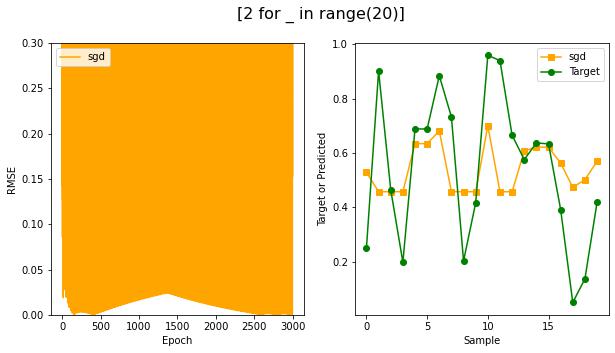 [2 for _ in range(20)]
0.30
0.25
0.20
0.15
0.10
0.05
0.00
RMSE
sgd
0 500 1000 1500 2000 2500 3000
Epoch
1.0
0.8
0.6
0.4
0.2
Target or Predicted
sgd
Target
0 5 10 15
Sample